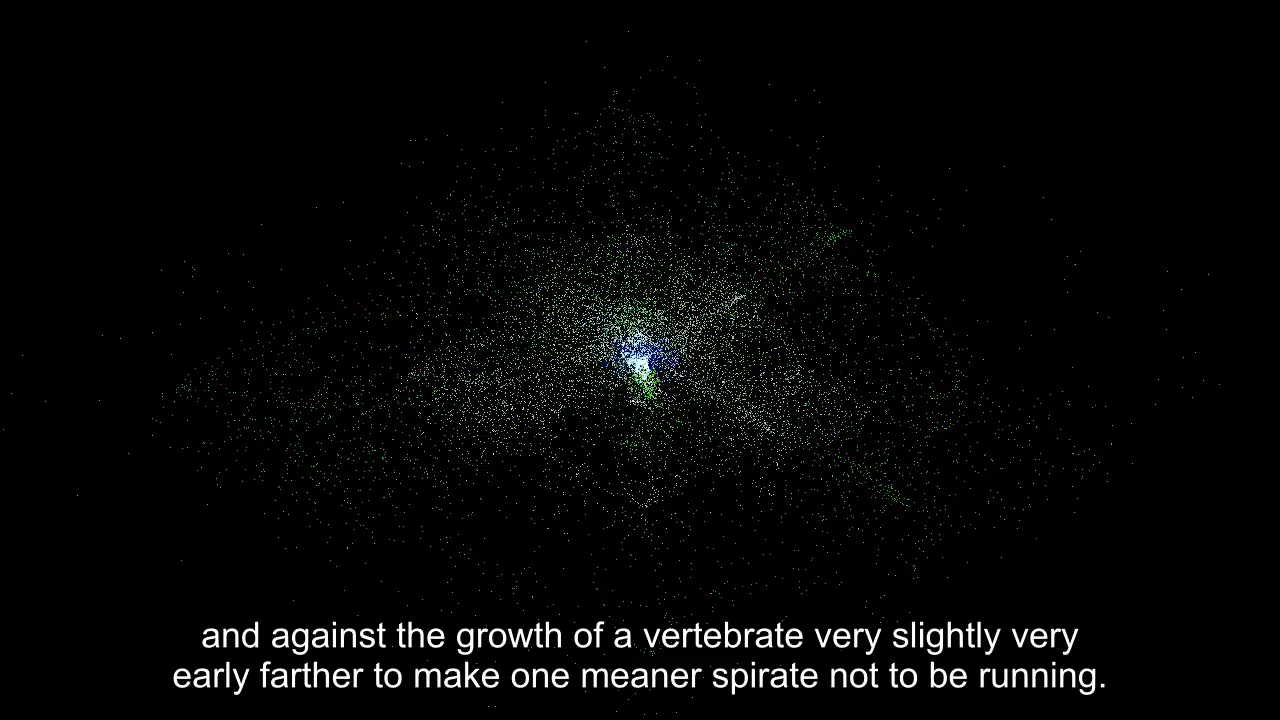 and against the growth of a vertebrate very slightly very
early farther to make one meaner spirate not to be running.